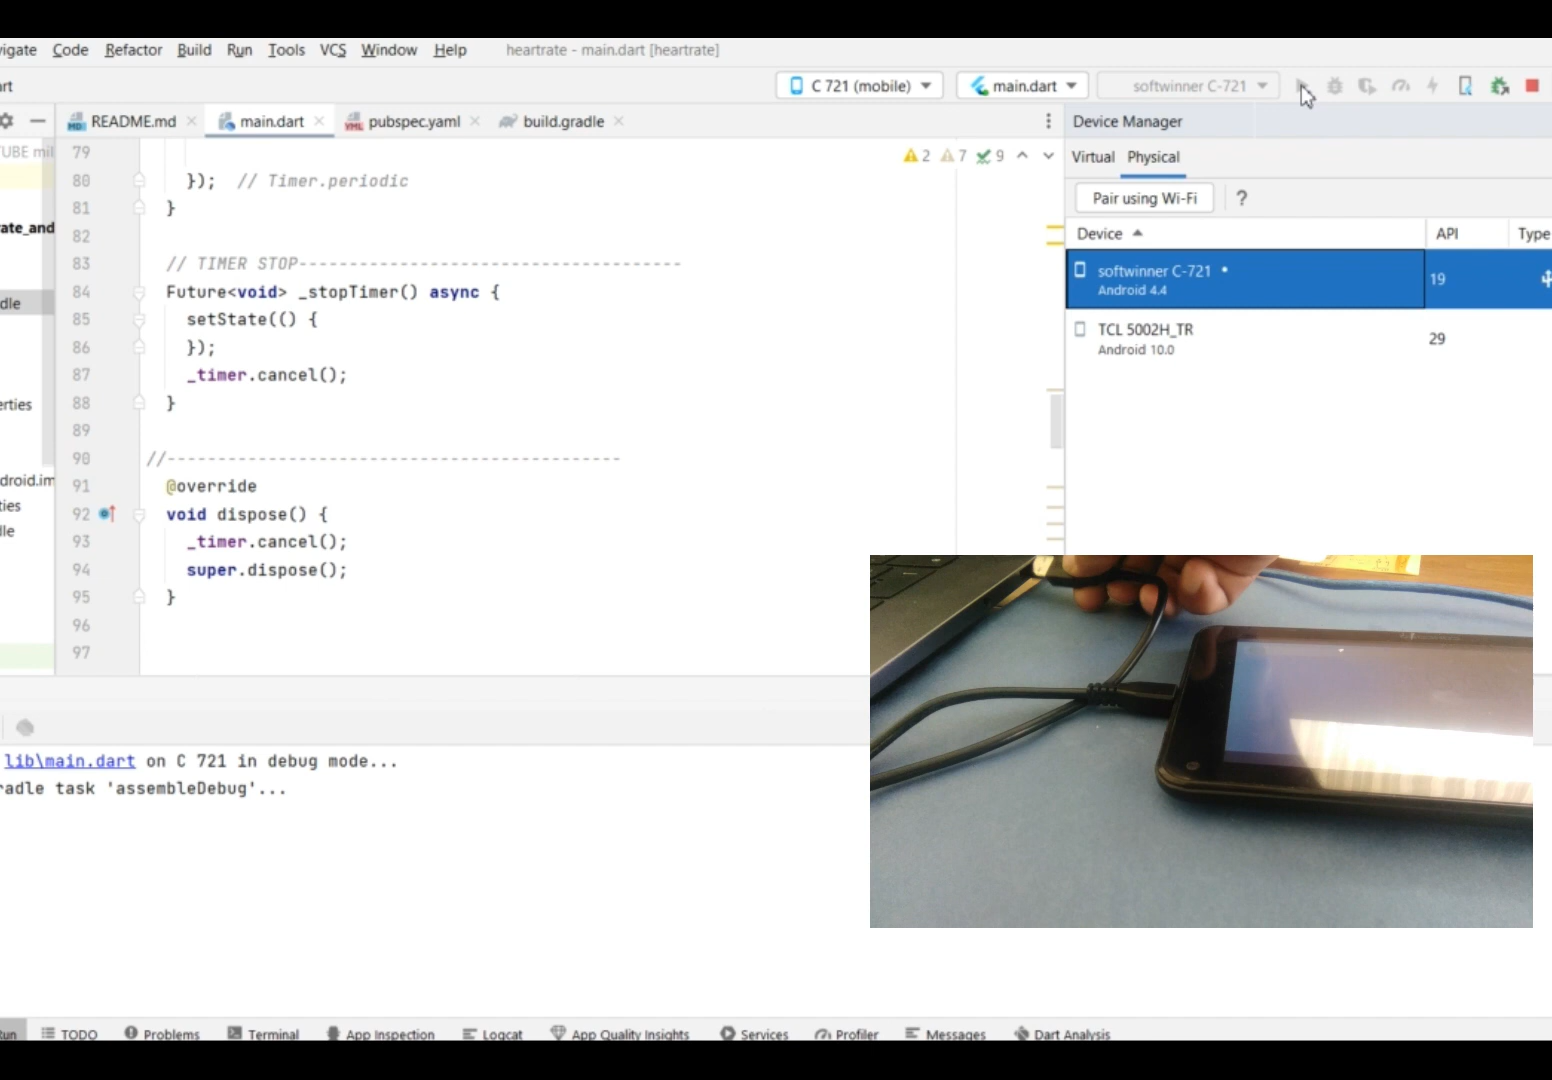 vigate Code Refactor Build Run Tools VCS Window Help heartrate - main.dart [heartrate]
rt C 721 (mobile) main.dart softwinner C-721
README.md main.dart pubspec.yaml build.gradle Device Manager
UBE mil 79 2 7 9 Virtual Physical
80 }); // Timer.periodic
81 } Pair using Wi-Fi ?
rate_and 82 Device API Type
83 // TIMER STOP--------------------------------------
84 Future<void> _stopTimer() async { softwinner C-721 • 19
dle Android 4.4
85 setState(() {
86 }); TCL 5002H_TR 29
87 _timer.cancel(); Android 10.0
erties 88 }
89
90 //---------------------------------------------
droid.im 91 @override
ties 92 void dispose() {
lle 93 _timer.cancel();
94 super.dispose();
95 }
96
97
lib\main.dart on C 721 in debug mode...
radle task 'assembleDebug'...
un TODO Problems Terminal App Inspection Logcat App Quality Insights Services Profiler Messages Dart Analysis